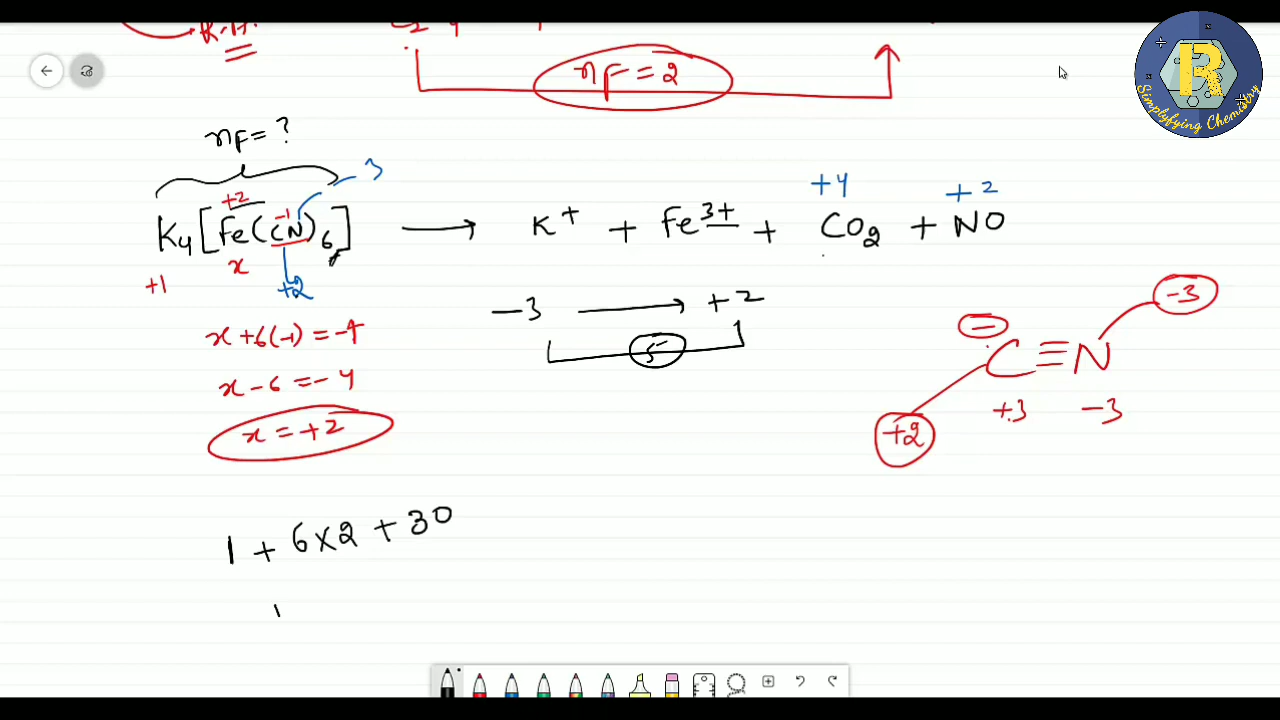 nF = 2
nF = ?
-3
+2
-1
K4[Fe(CN)6] → K+ + Fe3+ + CO2 + NO
+4
+2
+1
x
+2
-3 → +2
5
x + 6(-1) = -4
x - 6 = -4
x = +2
-3
−
C≡N
+3 -3
+2
1 + 6×2 + 30
R
Simplyfying Chemistry